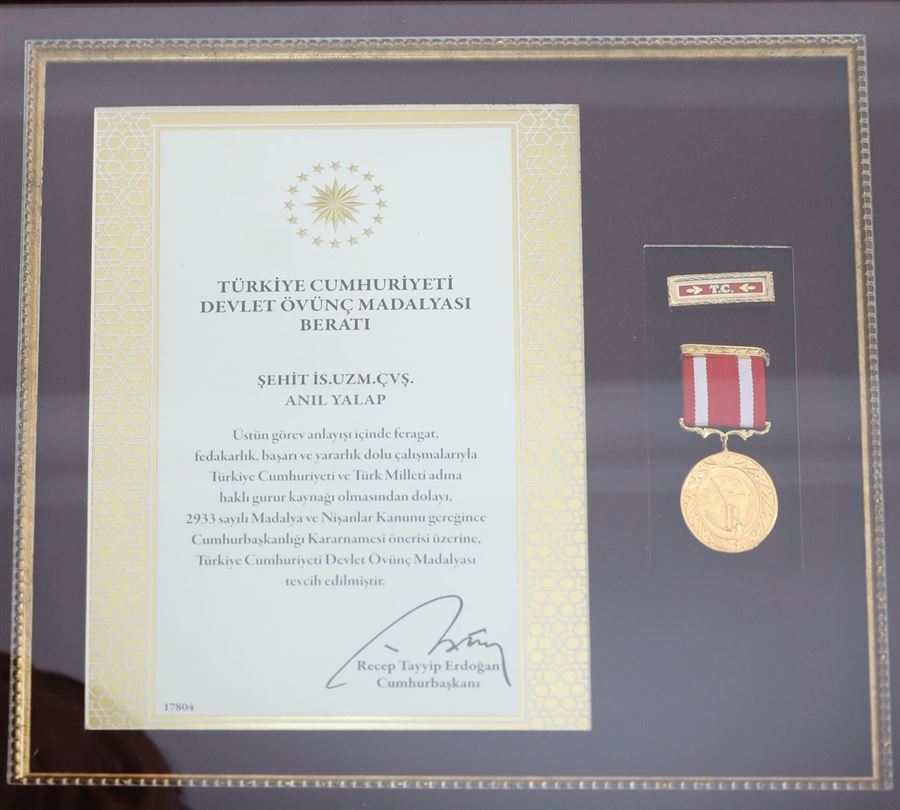 TÜRKİYE CUMHURİYETİ
DEVLET ÖVÜNÇ MADALYASI
BERATI
ŞEHİT İS.UZM.ÇVŞ.
ANIL YALAP
Üstün görev anlayışı içinde feragat,
fedakarlık, başarı ve yararlık dolu çalışmalarıyla
Türkiye Cumhuriyeti ve Türk Milleti adına
haklı gurur kaynağı olmasından dolayı,
2933 sayılı Madalya ve Nişanlar Kanunu gereğince
Cumhurbaşkanlığı Kararnamesi önerisi üzerine,
Türkiye Cumhuriyeti Devlet Övünç Madalyası
tevcih edilmiştir.
Recep Tayyip Erdoğan
Cumhurbaşkanı
17804
T.C.